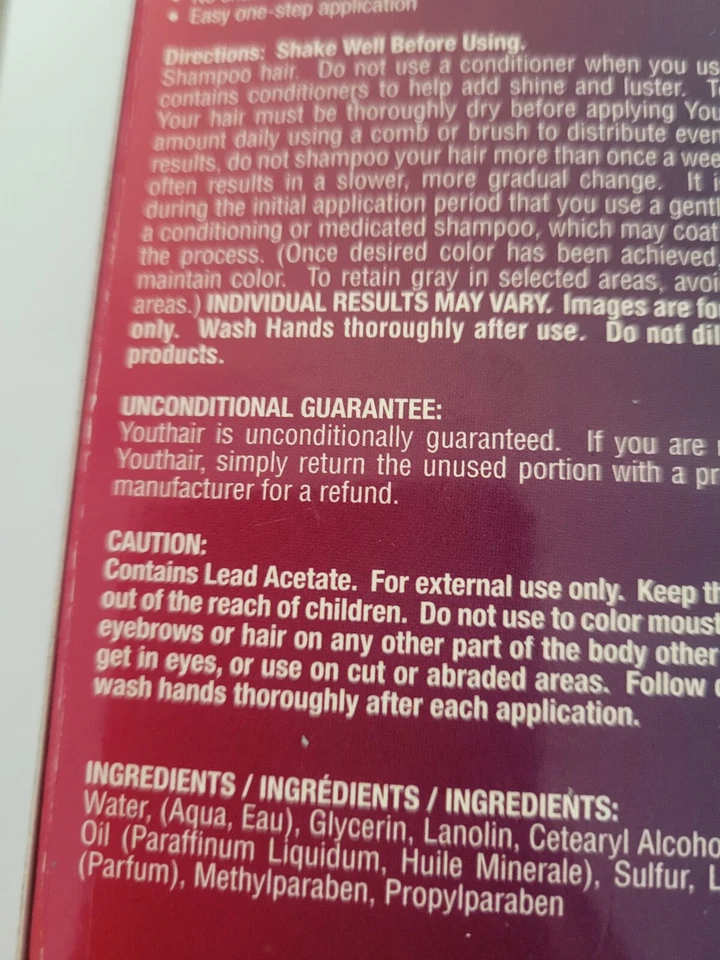 Easy one-step application
Directions: Shake Well Before Using.
Shampoo hair. Do not use a conditioner when you us
contains conditioners to help add shine and luster. T
Your hair must be thoroughly dry before applying You
amount daily using a comb or brush to distribute even
results, do not shampoo your hair more than once a wee
often results in a slower, more gradual change. It i
during the initial application period that you use a gentl
a conditioning or medicated shampoo, which may coat
the process. (Once desired color has been achieved,
maintain color. To retain gray in selected areas, avoi
areas.) INDIVIDUAL RESULTS MAY VARY. Images are fo
only. Wash Hands thoroughly after use. Do not dil
products.
UNCONDITIONAL GUARANTEE:
Youthair is unconditionally guaranteed. If you are
Youthair, simply return the unused portion with a pr
manufacturer for a refund.
CAUTION:
Contains Lead Acetate. For external use only. Keep th
out of the reach of children. Do not use to color moust
eyebrows or hair on any other part of the body other
get in eyes, or use on cut or abraded areas. Follow
wash hands thoroughly after each application.
INGREDIENTS / INGRÉDIENTS / INGREDIENTS:
Water, (Aqua, Eau), Glycerin, Lanolin, Cetearyl Alcoho
Oil (Paraffinum Liquidum, Huile Minerale), Sulfur, L
(Parfum), Methylparaben, Propylparaben